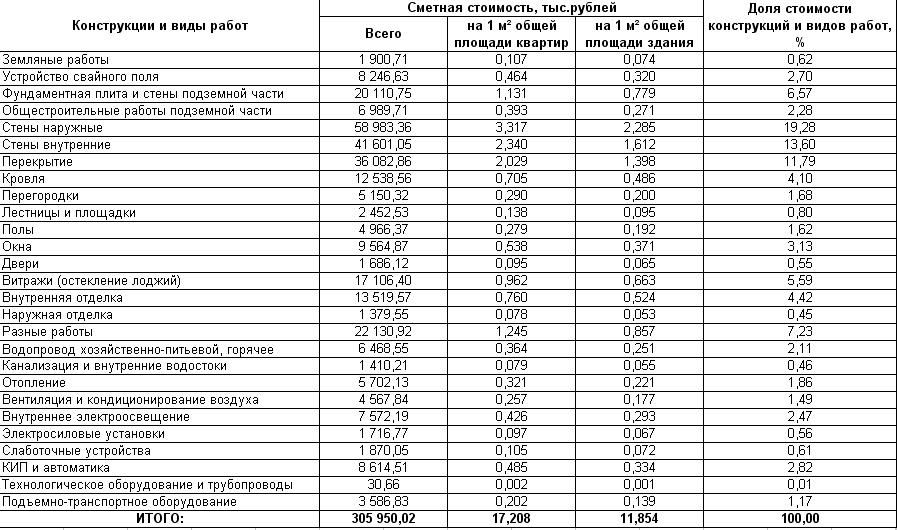 Конструкции и виды работ Сметная стоимость, тыс.рублей Доля стоимости конструкций и видов работ, %
Всего на 1 м² общей площади квартир на 1 м² общей площади здания
Земляные работы 1 900,71 0,107 0,074 0,62
Устройство свайного поля 8 246,63 0,464 0,320 2,70
Фундаментная плита и стены подземной части 20 110,75 1,131 0,779 6,57
Общестроительные работы подземной части 6 989,71 0,393 0,271 2,28
Стены наружные 58 983,36 3,317 2,285 19,28
Стены внутренние 41 601,05 2,340 1,612 13,60
Перекрытие 36 082,86 2,029 1,398 11,79
Кровля 12 538,56 0,705 0,486 4,10
Перегородки 5 150,32 0,290 0,200 1,68
Лестницы и площадки 2 452,53 0,138 0,095 0,80
Полы 4 966,37 0,279 0,192 1,62
Окна 9 564,87 0,538 0,371 3,13
Двери 1 686,12 0,095 0,065 0,55
Витражи (остекление лоджий) 17 106,40 0,962 0,663 5,59
Внутренняя отделка 13 519,57 0,760 0,524 4,42
Наружная отделка 1 379,55 0,078 0,053 0,45
Разные работы 22 130,92 1,245 0,857 7,23
Водопровод хозяйственно-питьевой, горячее 6 468,55 0,364 0,251 2,11
Канализация и внутренние водостоки 1 410,21 0,079 0,055 0,46
Отопление 5 702,13 0,321 0,221 1,86
Вентиляция и кондиционирование воздуха 4 567,84 0,257 0,177 1,49
Внутреннее электроосвещение 7 572,19 0,426 0,293 2,47
Электросиловые установки 1 716,77 0,097 0,067 0,56
Слаботочные устройства 1 870,05 0,105 0,072 0,61
КИП и автоматика 8 614,51 0,485 0,334 2,82
Технологическое оборудование и трубопроводы 30,66 0,002 0,001 0,01
Подъемно-транспортное оборудование 3 586,83 0,202 0,139 1,17
ИТОГО: 305 950,02 17,208 11,854 100,00